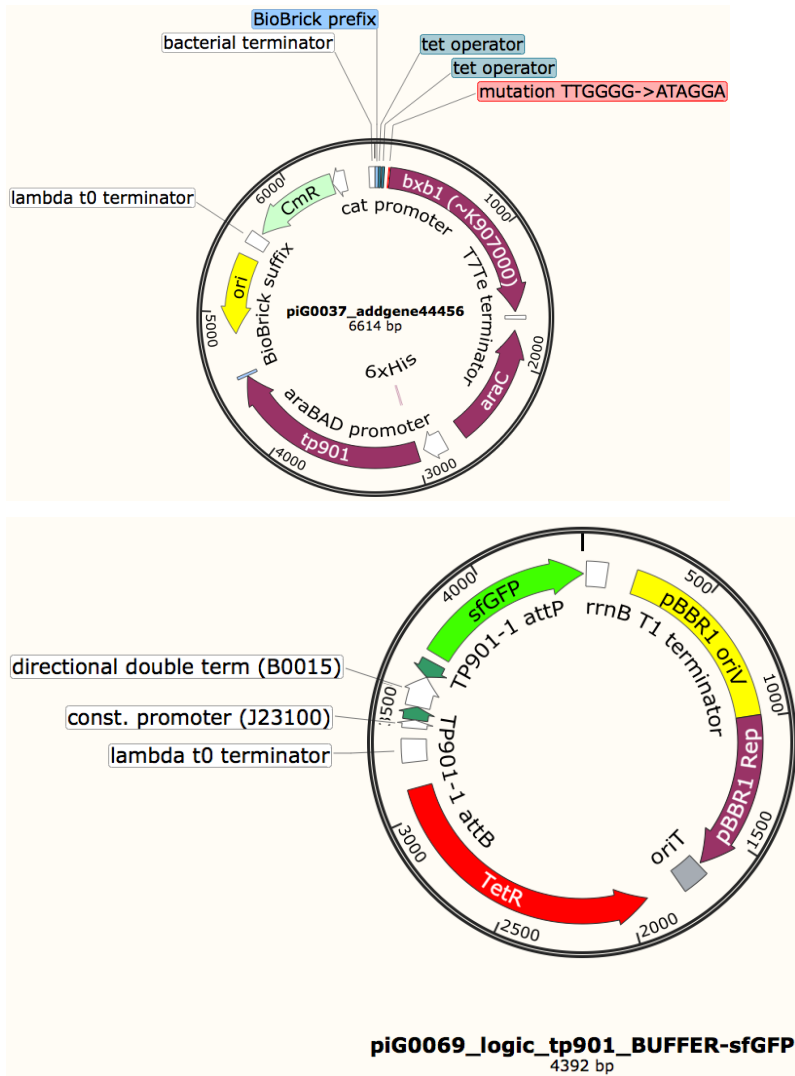 BioBrick prefix
bacterial terminator
tet operator
tet operator
mutation TTGGGG->ATAGGA
lambda t0 terminator
6000
CmR
cat promoter
bxb1 (~K907000)
1000
T7Te terminator
ori
BioBrick suffix
5000
piG0037_addgene44456
6614 bp
2000
araC
6xHis
araBAD promoter
tp901
4000
3000
4000
sfGFP
TP901-1 attP
rrnB T1 terminator
500
pBBR1 oriV
1000
directional double term (B0015)
3500
const. promoter (J23100)
lambda t0 terminator
TP901-1 attB
pBBR1 Rep
1500
oriT
3000
TetR
2500
2000
piG0069_logic_tp901_BUFFER-sfGFP
4392 bp